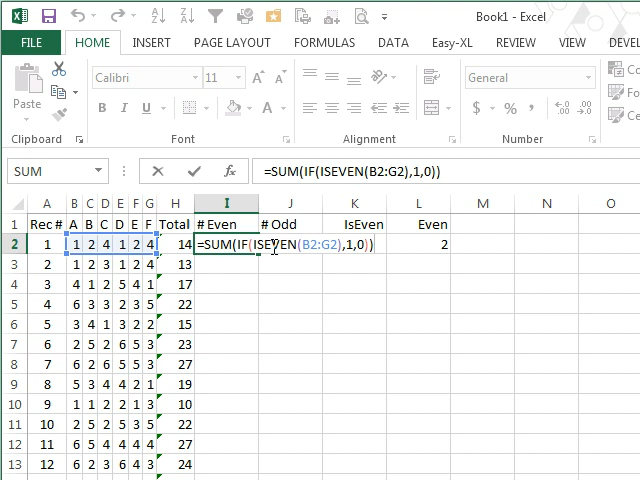 Book1 - Excel
FILE HOME INSERT PAGE LAYOUT FORMULAS DATA Easy-XL REVIEW VIEW DEVEL
Paste
Calibri 11
B I U
General
$ % ,
Co
Fo
Ce
Clipboard Font Alignment Number
SUM fx =SUM(IF(ISEVEN(B2:G2),1,0))
A B C D E F G H I J K L M N O
1 Rec # A B C D E F Total # Even # Odd IsEven Even
2 1 1 2 4 1 2 4 14 =SUM(IF(ISEVEN(B2:G2),1,0)) 2
3 2 1 2 3 1 2 4 13
4 3 4 1 2 5 4 1 17
5 4 6 3 3 2 3 5 22
6 5 3 4 1 3 2 2 15
7 6 2 5 2 6 5 3 23
8 7 6 2 6 5 5 3 27
9 8 5 3 4 4 2 1 19
10 9 1 1 2 2 1 3 10
11 10 2 5 2 5 3 5 22
12 11 6 5 4 4 4 4 27
13 12 6 2 3 6 4 3 24